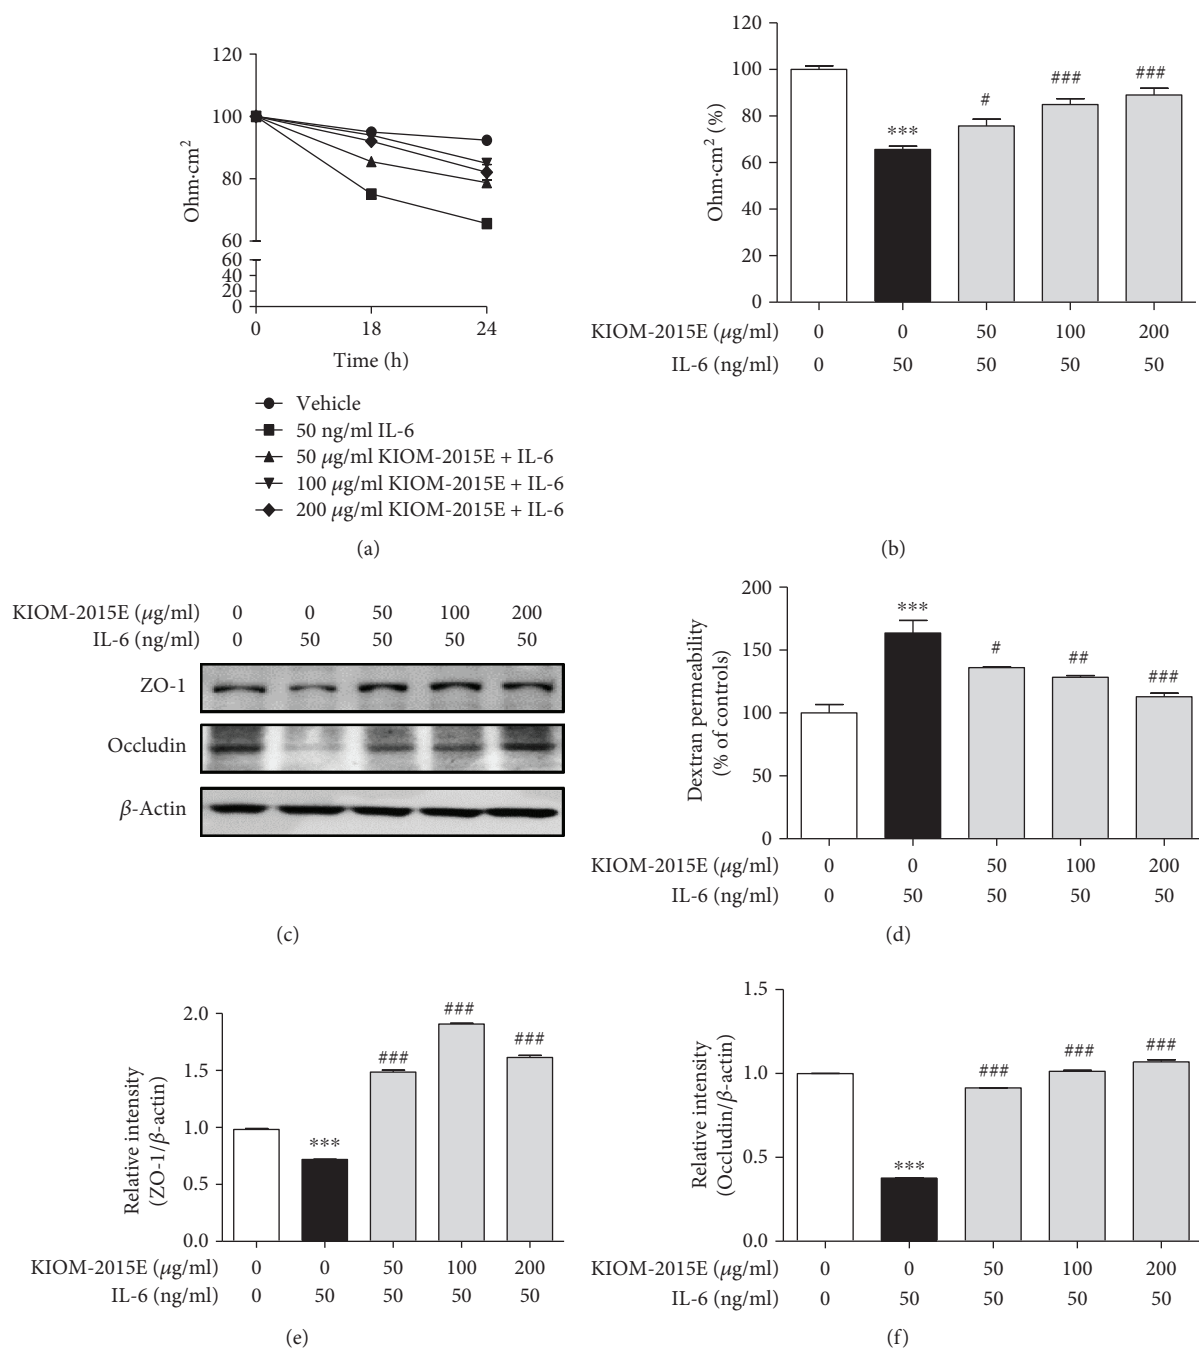 120
100
80
60
60
40
20
0
Ohm·cm²
0 18 24
Time (h)
Vehicle
50 ng/ml IL-6
50 μg/ml KIOM-2015E + IL-6
100 μg/ml KIOM-2015E + IL-6
200 μg/ml KIOM-2015E + IL-6
(a)
120
100
80
60
40
20
0
Ohm·cm² (%)
***
#
###
###
KIOM-2015E (μg/ml) 0 0 50 100 200
IL-6 (ng/ml) 0 50 50 50 50
(b)
KIOM-2015E (μg/ml) 0 0 50 100 200
IL-6 (ng/ml) 0 50 50 50 50
ZO-1
Occludin
β-Actin
(c)
200
150
100
50
0
Dextran permeability
(% of controls)
***
#
##
###
KIOM-2015E (μg/ml) 0 0 50 100 200
IL-6 (ng/ml) 0 50 50 50 50
(d)
2.0
1.5
1.0
0.5
0.0
Relative intensity
(ZO-1/β-actin)
***
###
###
###
KIOM-2015E (μg/ml) 0 0 50 100 200
IL-6 (ng/ml) 0 50 50 50 50
(e)
1.5
1.0
0.5
0.0
Relative intensity
(Occludin/β-actin)
***
###
###
###
KIOM-2015E (μg/ml) 0 0 50 100 200
IL-6 (ng/ml) 0 50 50 50 50
(f)